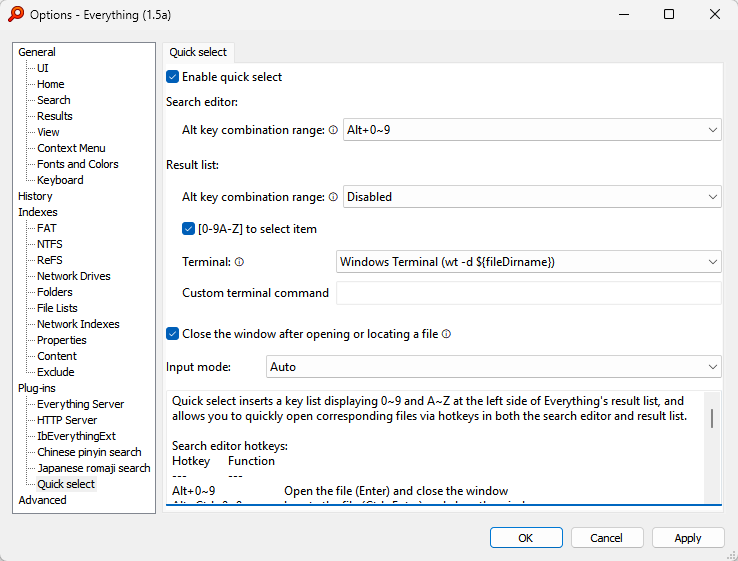 Options - Everything (1.5a)
General
UI
Home
Search
Results
View
Context Menu
Fonts and Colors
Keyboard
History
Indexes
FAT
NTFS
ReFS
Network Drives
Folders
File Lists
Network Indexes
Properties
Content
Exclude
Plug-ins
Everything Server
HTTP Server
IbEverythingExt
Chinese pinyin search
Japanese romaji search
Quick select
Advanced
Quick select
Enable quick select
Search editor:
Alt key combination range: Alt+0~9
Result list:
Alt key combination range: Disabled
[0-9A-Z] to select item
Terminal: Windows Terminal (wt -d ${fileDirname})
Custom terminal command
Close the window after opening or locating a file
Input mode: Auto
Quick select inserts a key list displaying 0~9 and A~Z at the left side of Everything's result list, and
allows you to quickly open corresponding files via hotkeys in both the search editor and result list.
Search editor hotkeys:
Hotkey Function
--- ---
Alt+0~9 Open the file (Enter) and close the window
OK Cancel Apply